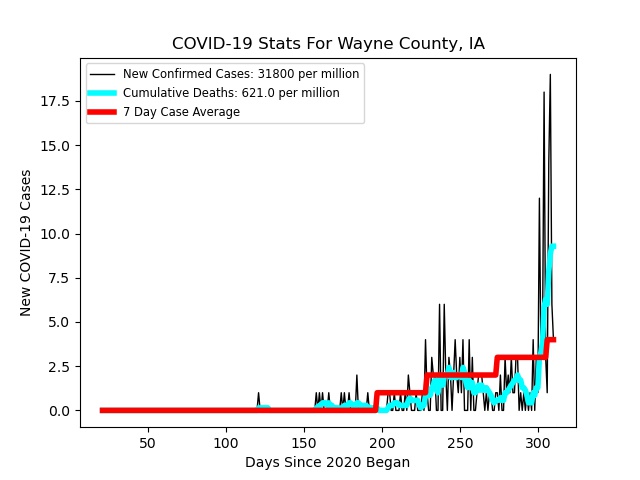 COVID-19 Stats For Wayne County, IA
New Confirmed Cases: 31800 per million
Cumulative Deaths: 621.0 per million
7 Day Case Average
New COVID-19 Cases
17.5
15.0
12.5
10.0
7.5
5.0
2.5
0.0
50 100 150 200 250 300
Days Since 2020 Began